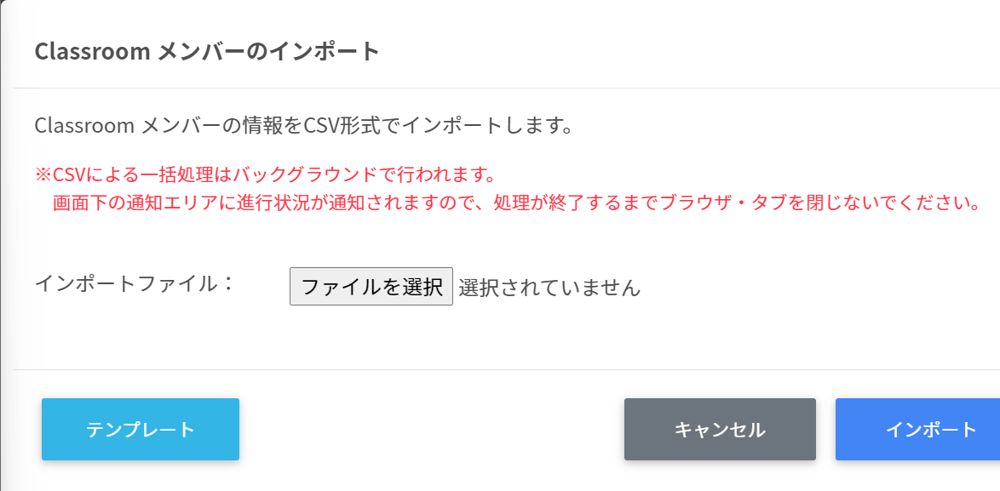 Classroom メンバーのインポート
Classroom メンバーの情報をCSV形式でインポートします。
※CSVによる一括処理はバックグラウンドで行われます。
画面下の通知エリアに進行状況が通知されますので、処理が終了するまでブラウザ・タブを閉じないでください。
インポートファイル：
ファイルを選択 選択されていません
テンプレート
キャンセル
インポート